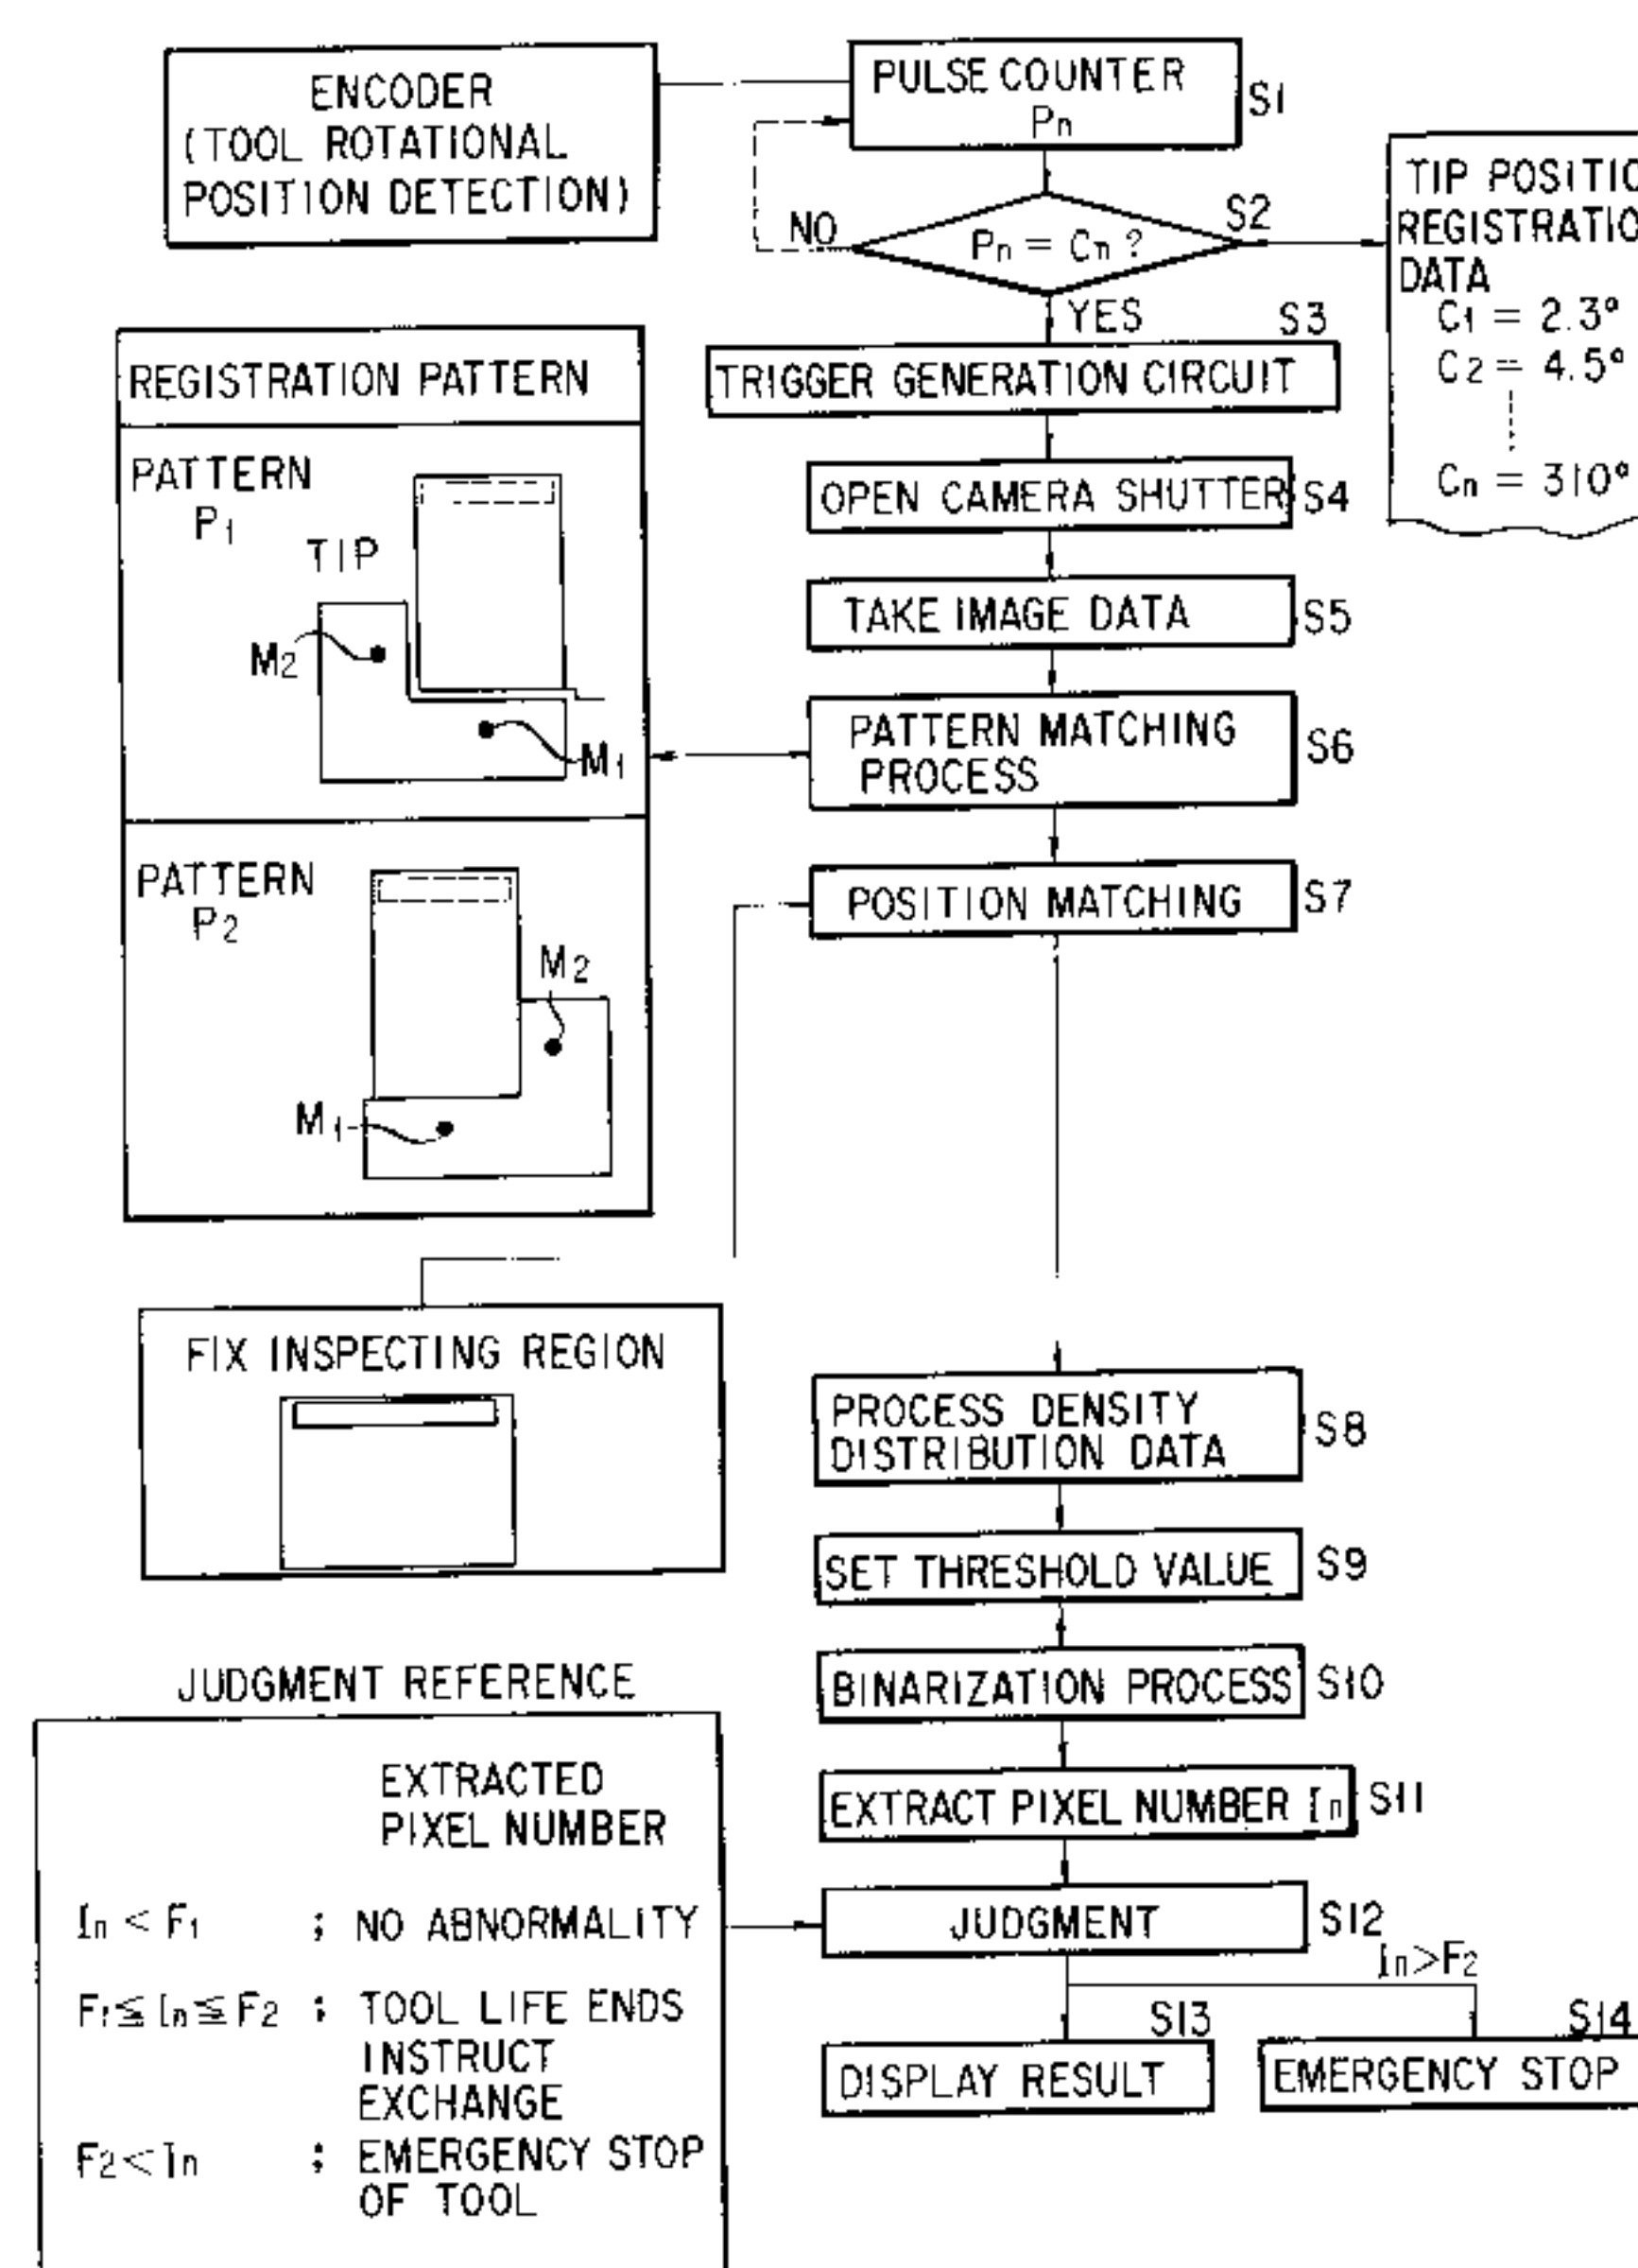 ENCODER
(TOOL ROTATIONAL
POSITION DETECTION)
PULSE COUNTER
Pn
S1
NO
Pn = Cn ?
S2
YES
TIP POSITIO
REGISTRATIO
DATA
C1 = 2.3°
C2 = 4.5°
Cn = 310°
S3
TRIGGER GENERATION CIRCUIT
OPEN CAMERA SHUTTER
S4
TAKE IMAGE DATA
S5
PATTERN MATCHING
PROCESS
S6
POSITION MATCHING
S7
REGISTRATION PATTERN
PATTERN
P1
TIP
M2
M1
PATTERN
P2
M2
M1
FIX INSPECTING REGION
PROCESS DENSITY
DISTRIBUTION DATA
S8
SET THRESHOLD VALUE
S9
BINARIZATION PROCESS
S10
EXTRACT PIXEL NUMBER In
S11
JUDGMENT
S12
In>F2
S13
DISPLAY RESULT
S14
EMERGENCY STOP
JUDGMENT REFERENCE
EXTRACTED
PIXEL NUMBER
In < F1 ; NO ABNORMALITY
F1≦In≦F2 ; TOOL LIFE ENDS
INSTRUCT
EXCHANGE
F2<In ; EMERGENCY STOP
OF TOOL